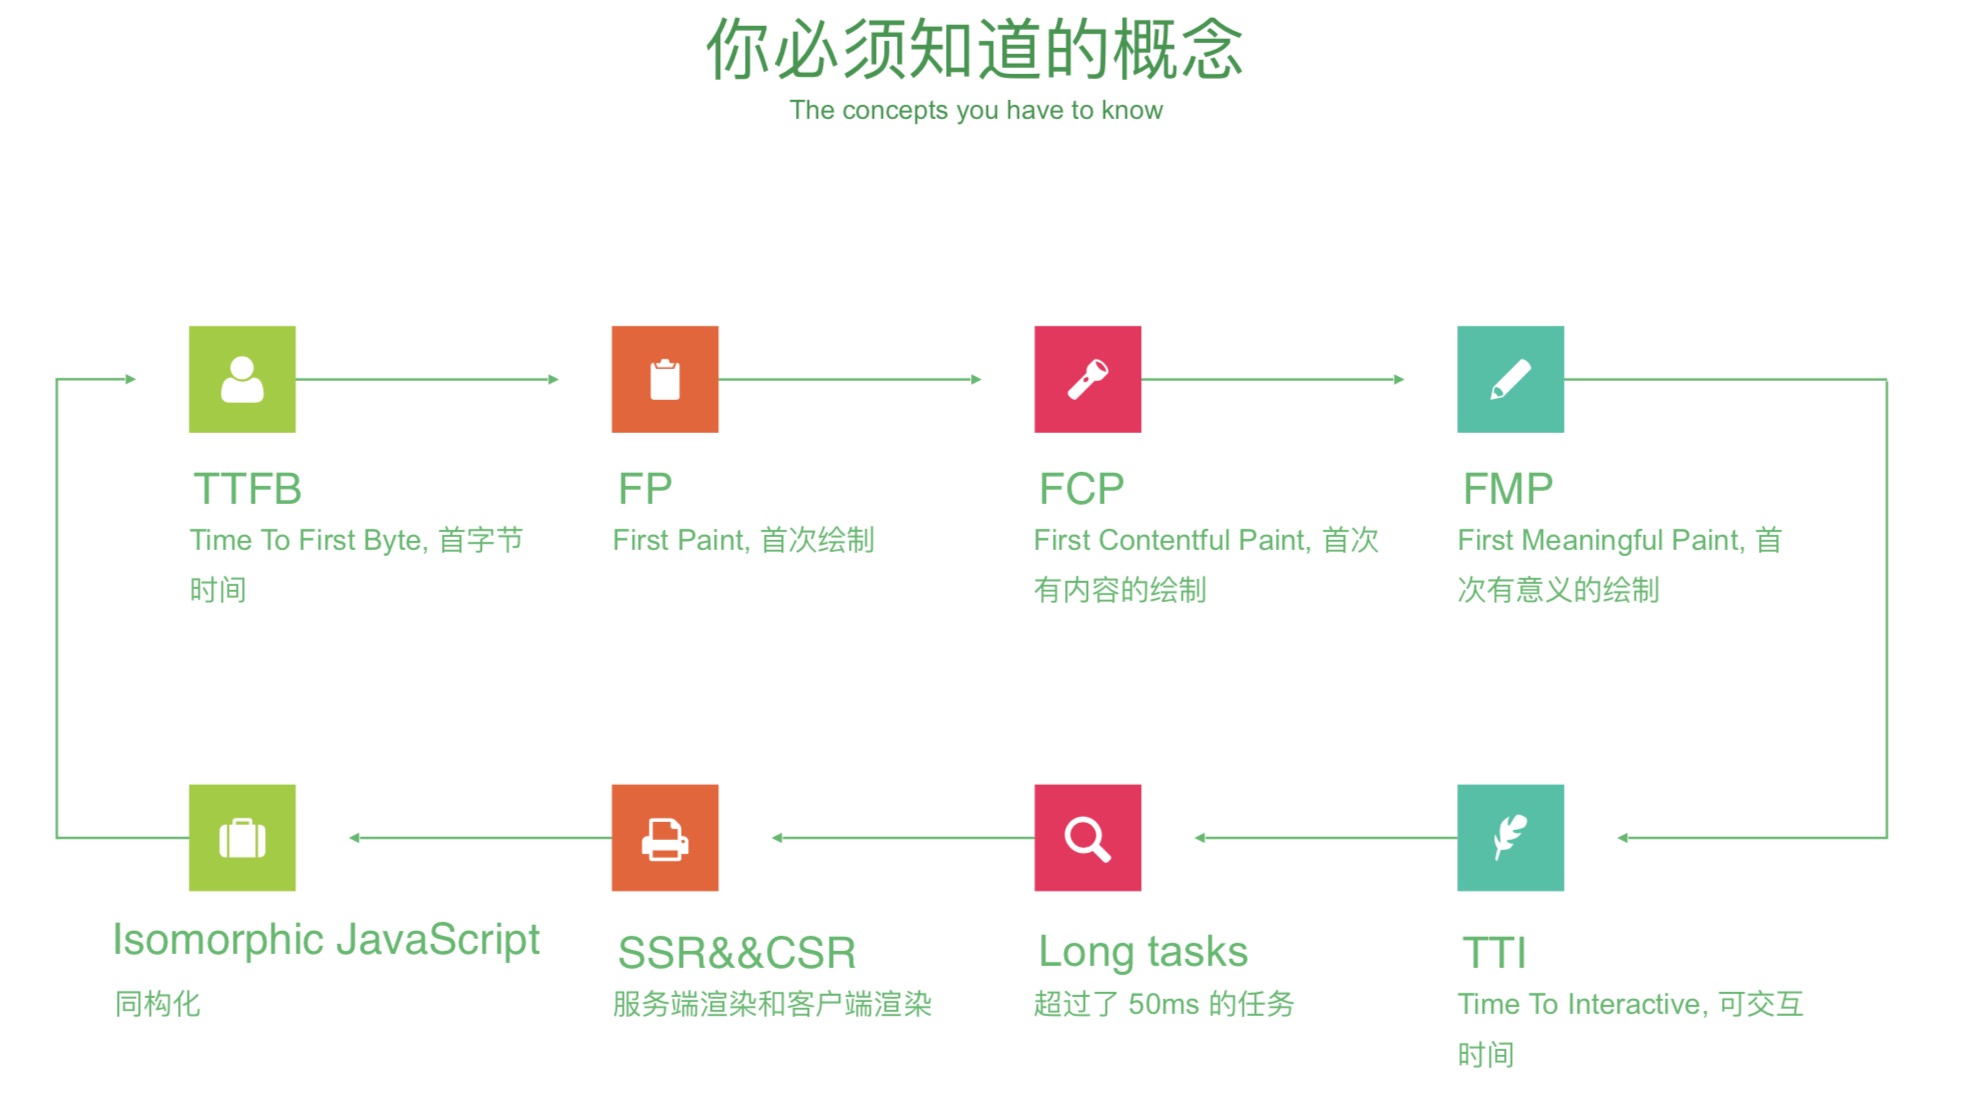 你必须知道的概念
The concepts you have to know
TTFB
Time To First Byte, 首字节
时间
FP
First Paint, 首次绘制
FCP
First Contentful Paint, 首次
有内容的绘制
FMP
First Meaningful Paint, 首
次有意义的绘制
Isomorphic JavaScript
同构化
SSR&&CSR
服务端渲染和客户端渲染
Long tasks
超过了 50ms 的任务
TTI
Time To Interactive, 可交互
时间